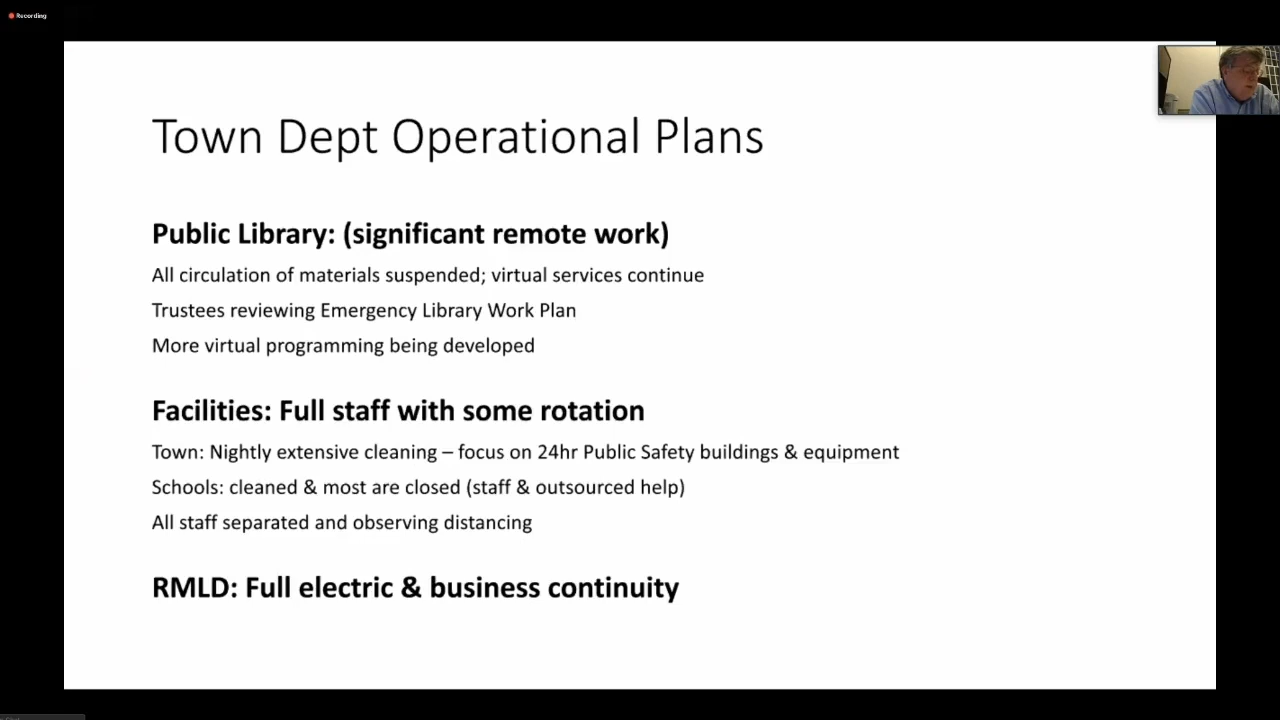 Recording
Town Dept Operational Plans
Public Library: (significant remote work)
All circulation of materials suspended; virtual services continue
Trustees reviewing Emergency Library Work Plan
More virtual programming being developed
Facilities: Full staff with some rotation
Town: Nightly extensive cleaning – focus on 24hr Public Safety buildings & equipment
Schools: cleaned & most are closed (staff & outsourced help)
All staff separated and observing distancing
RMLD: Full electric & business continuity